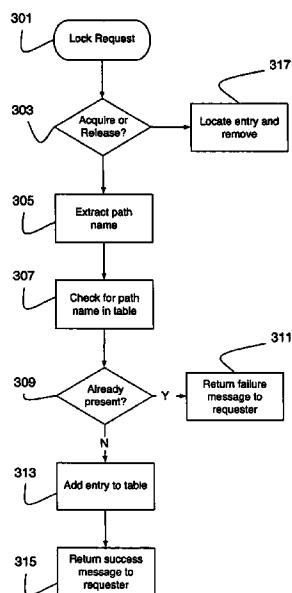 301
Lock Request
317
303
Acquire or
Release?
Locate entry and
remove
305
Extract path
name
307
Check for path
name in table
311
309
Already
present?
Y
Return failure
message to
requester
N
313
Add entry to table
315
Return success
message to
requester